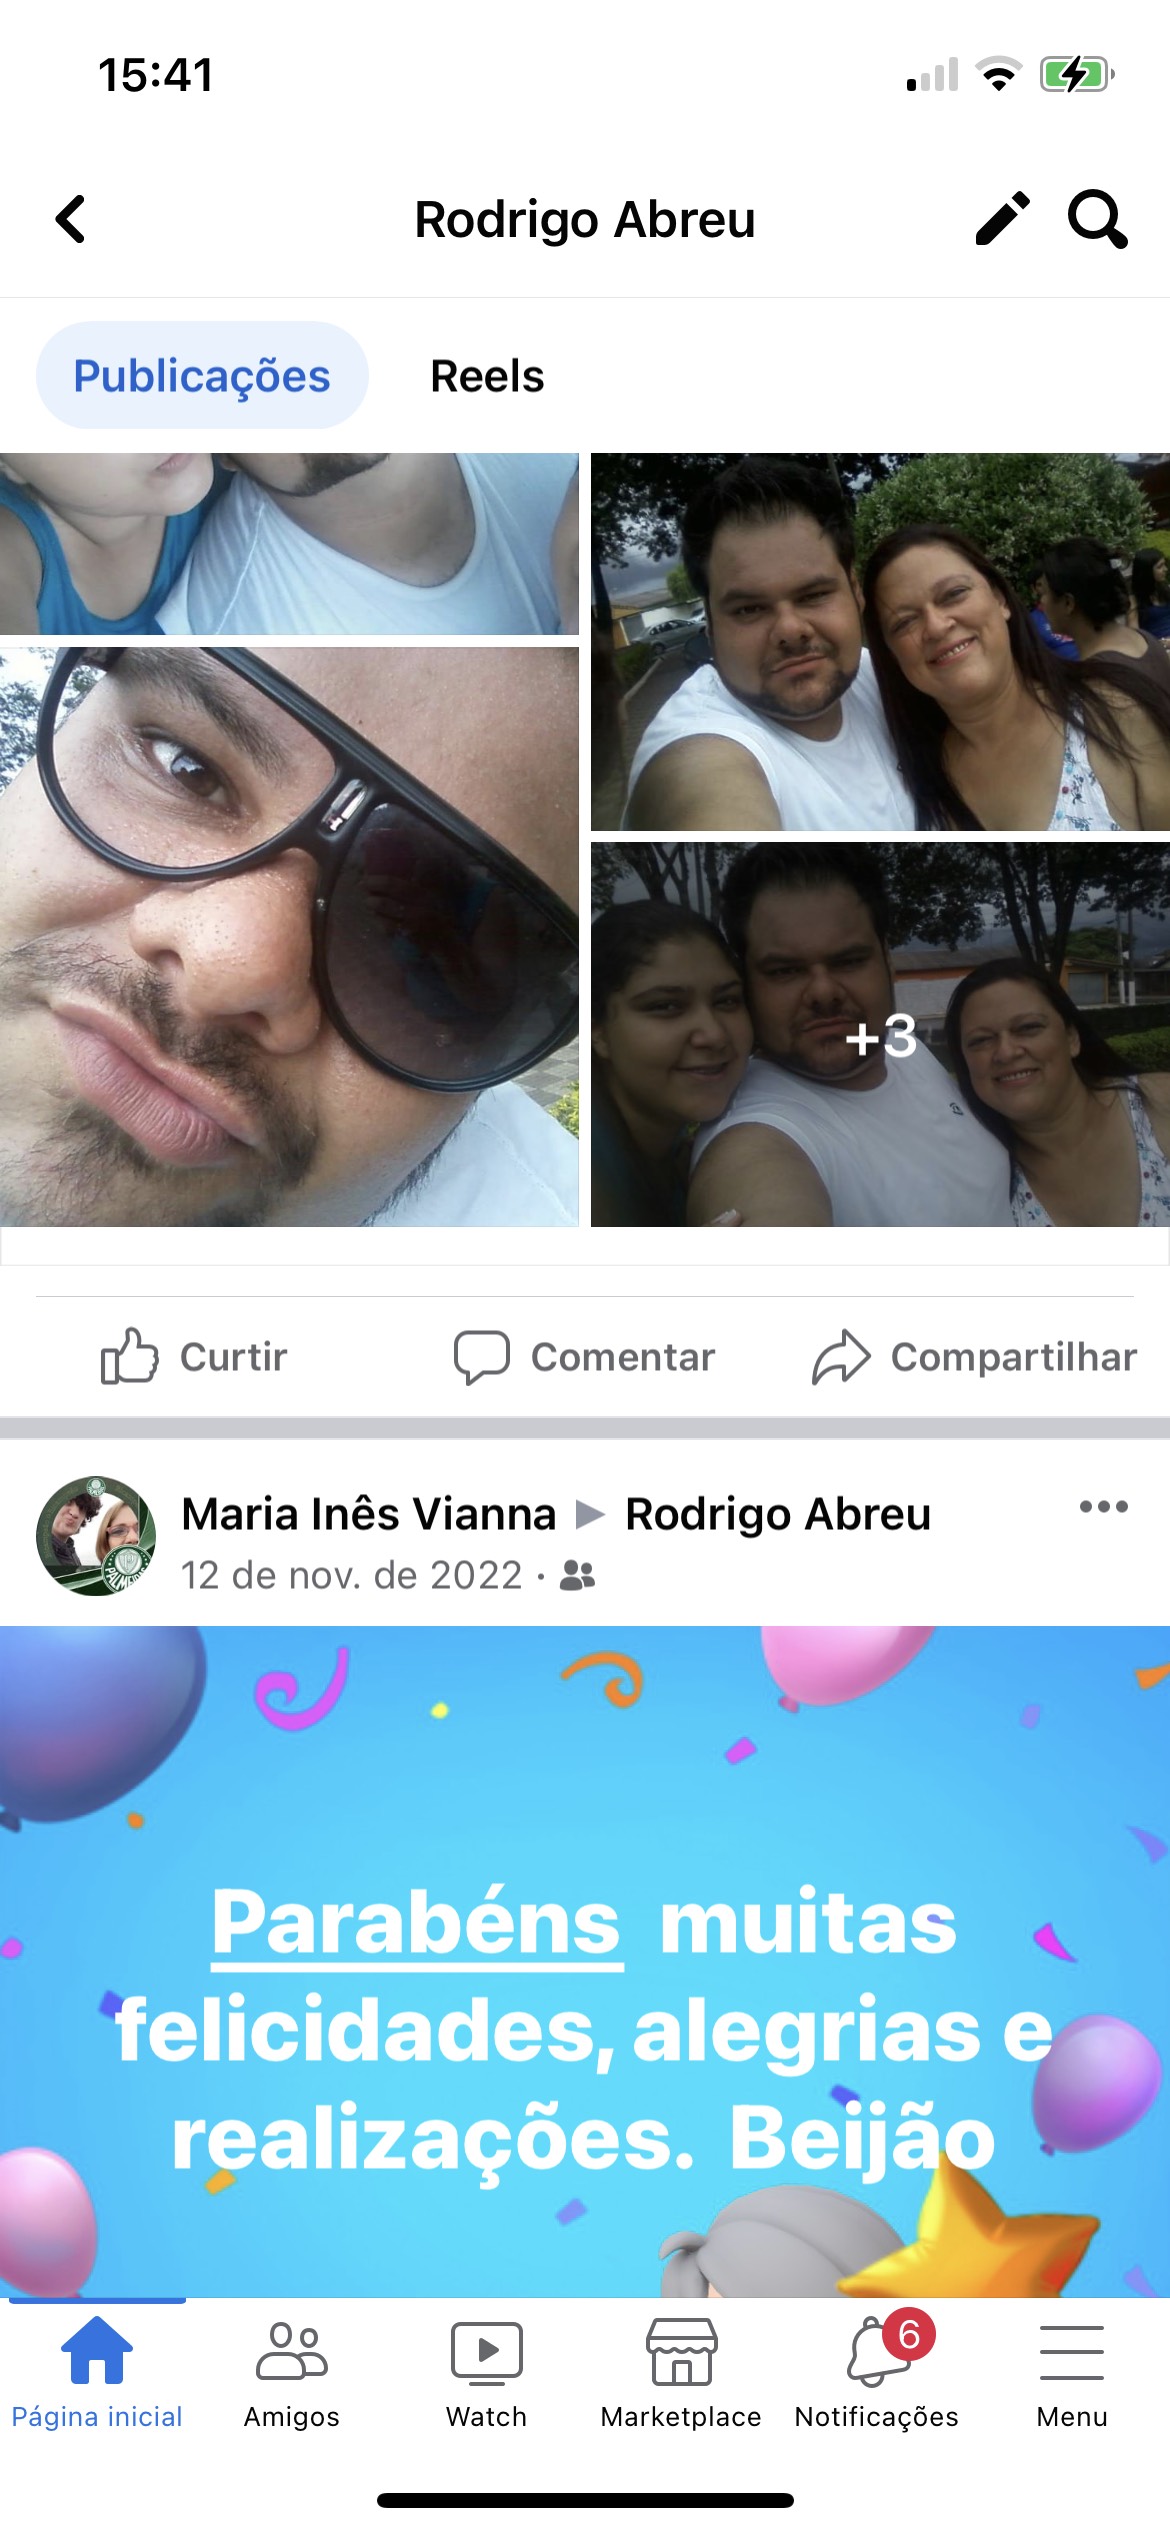 15:41
Rodrigo Abreu
Publicações Reels
+3
Curtir Comentar Compartilhar
Maria Inês Vianna ▶ Rodrigo Abreu
12 de nov. de 2022 ·
PALMEIRAS
Parabéns muitas
felicidades, alegrias e
realizações. Beijão
6
Página inicial Amigos Watch Marketplace Notificações Menu